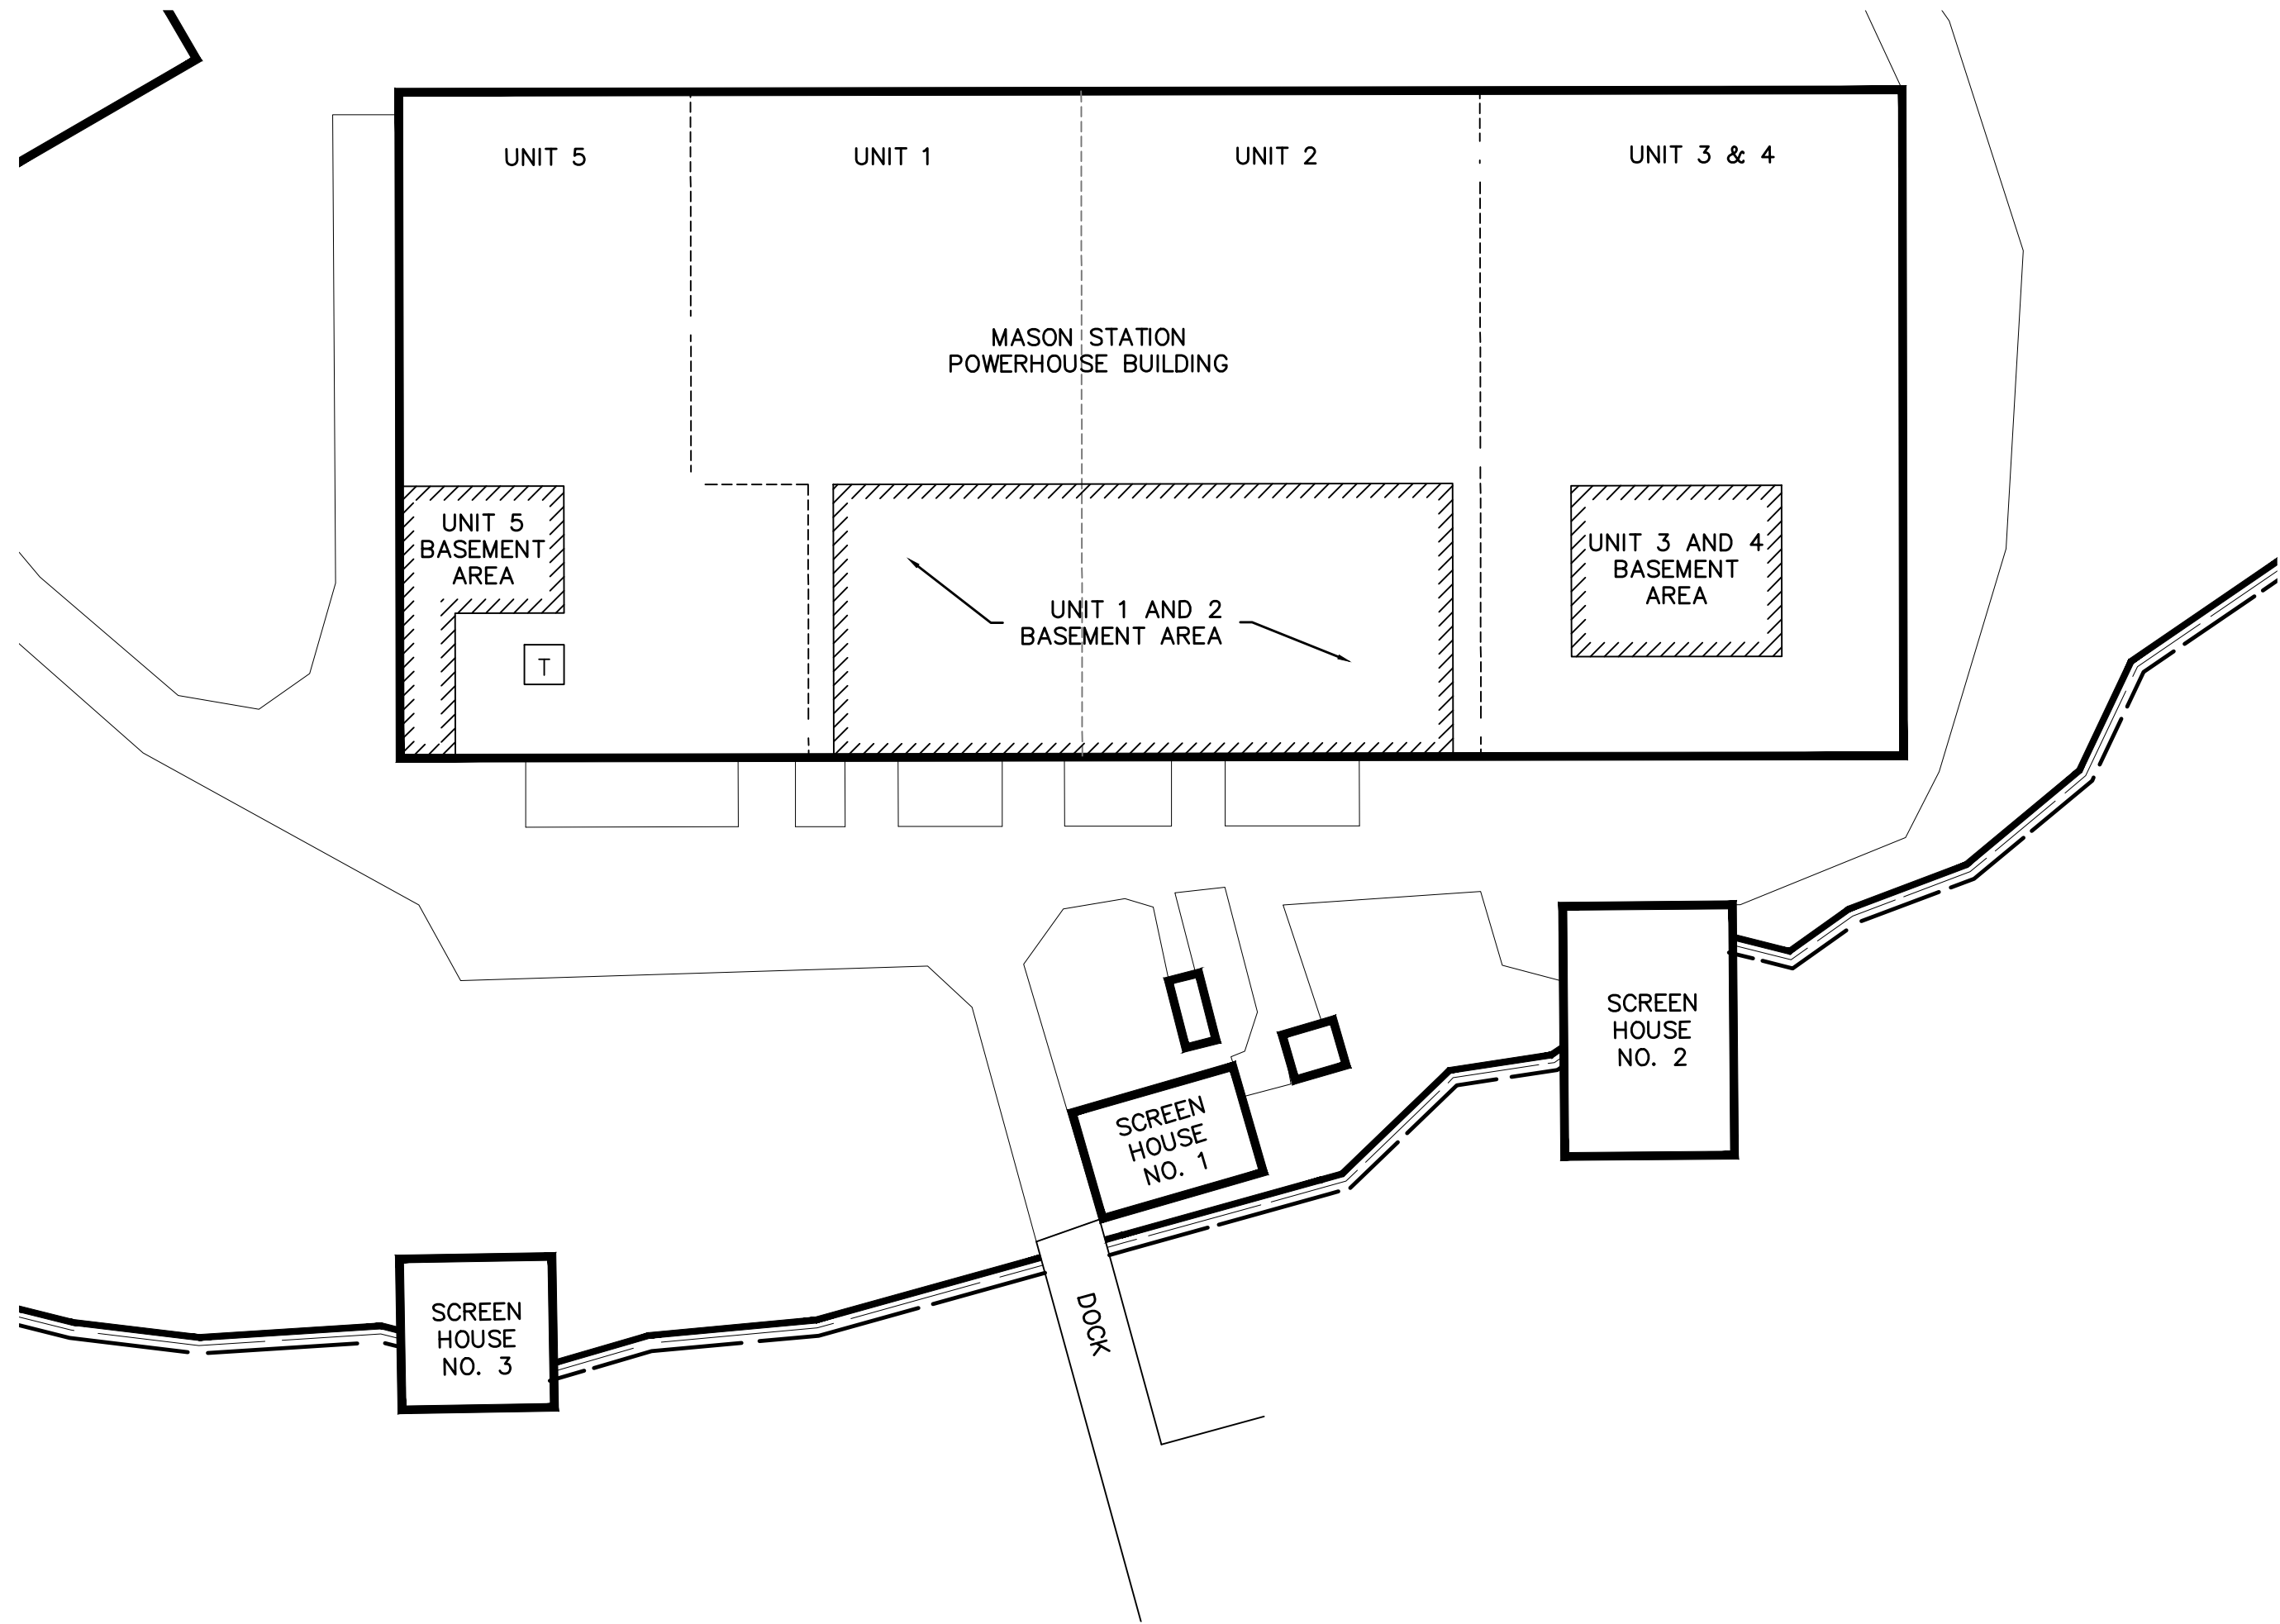 UNIT 5
UNIT 1
UNIT 2
UNIT 3 & 4
MASON STATION
POWERHOUSE BUILDING
UNIT 5
BASEMENT
AREA
T
UNIT 1 AND 2
BASEMENT AREA
UNIT 3 AND 4
BASEMENT
AREA
SCREEN
HOUSE
NO. 2
SCREEN
HOUSE
NO. 1
DOCK
SCREEN
HOUSE
NO. 3